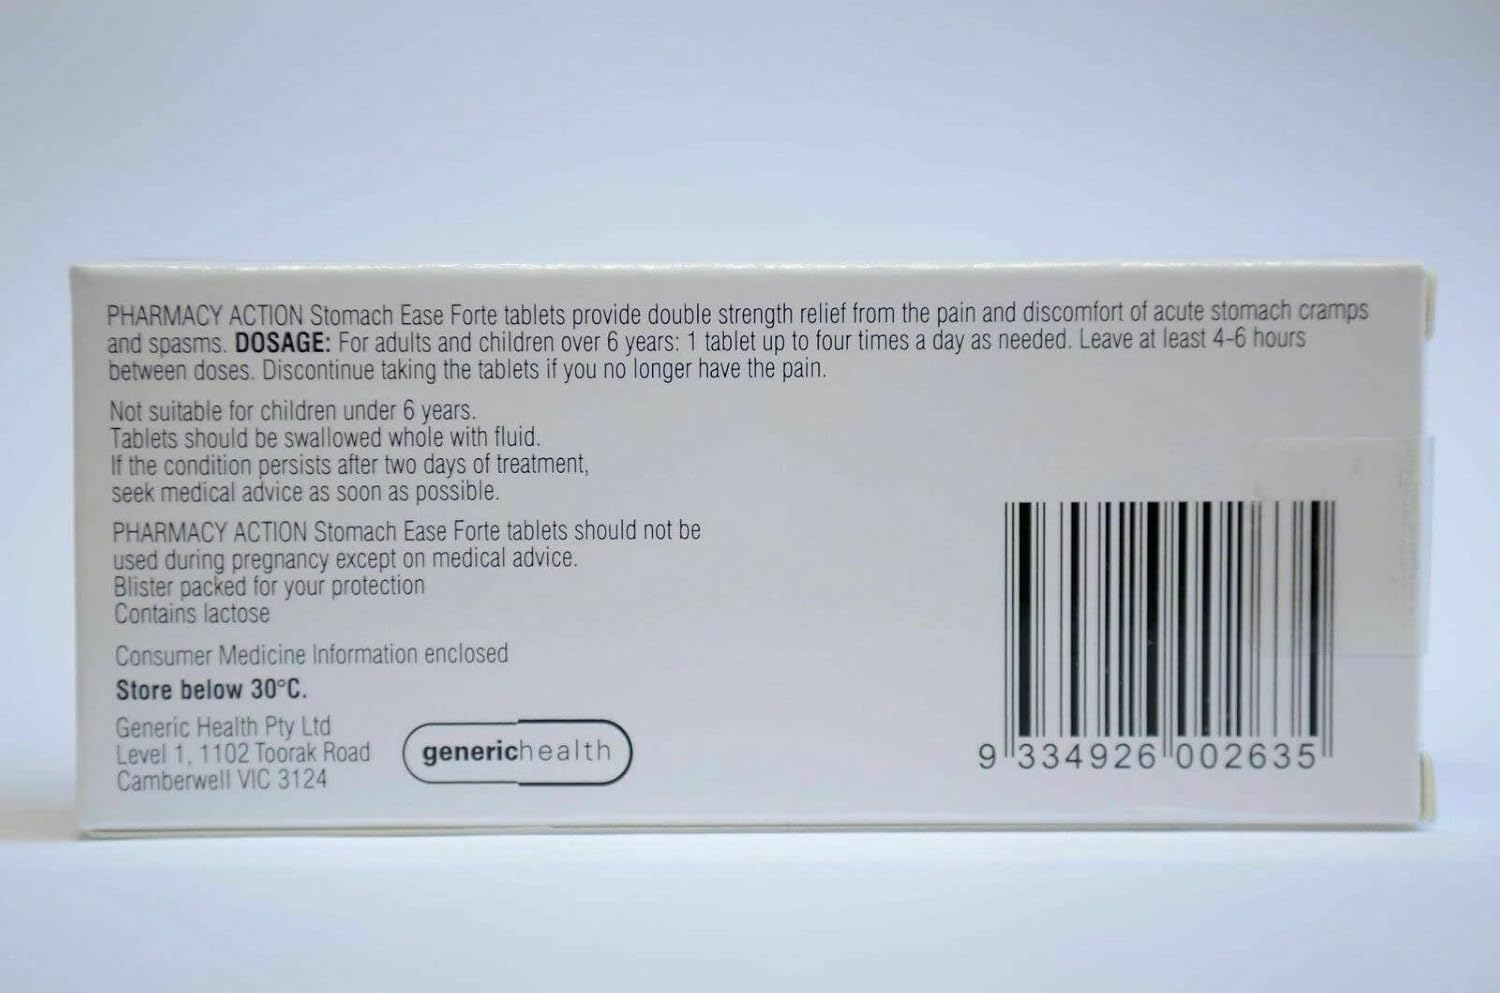 PHARMACY ACTION Stomach Ease Forte tablets provide double strength relief from the pain and discomfort of acute stomach cramps
and spasms. DOSAGE: For adults and children over 6 years: 1 tablet up to four times a day as needed. Leave at least 4-6 hours
between doses. Discontinue taking the tablets if you no longer have the pain.
Not suitable for children under 6 years.
Tablets should be swallowed whole with fluid.
If the condition persists after two days of treatment,
seek medical advice as soon as possible.
PHARMACY ACTION Stomach Ease Forte tablets should not be
used during pregnancy except on medical advice.
Blister packed for your protection
Contains lactose
Consumer Medicine Information enclosed
Store below 30°C.
Generic Health Pty Ltd
Level 1, 1102 Toorak Road
Camberwell VIC 3124
generichealth
9 334926 002635